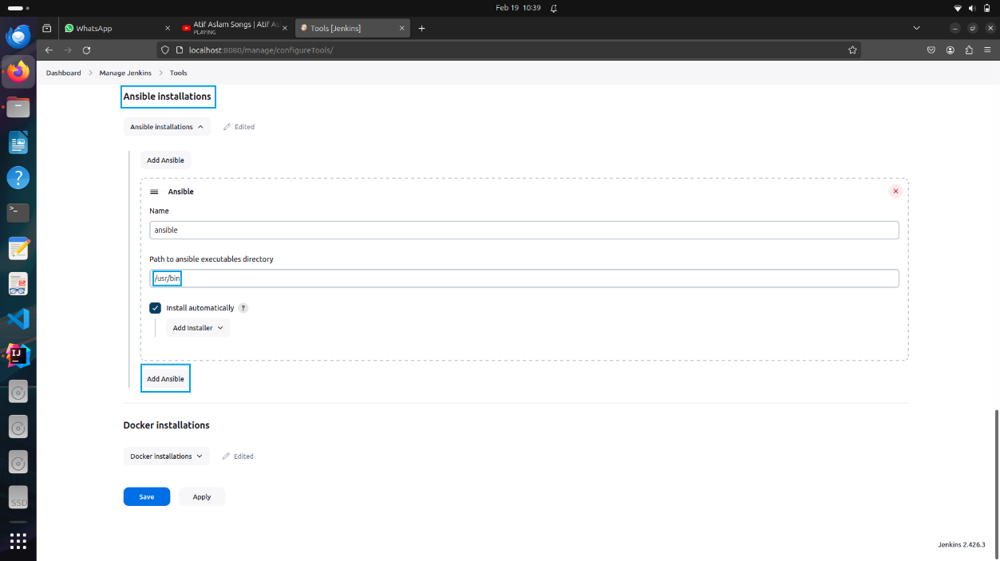 Feb 19 10:39
WhatsApp
Atif Aslam Songs | Atif As
PLAYING
Tools [Jenkins]
localhost:8080/manage/configureTools/
Dashboard > Manage Jenkins > Tools
Ansible installations
Ansible installations
Edited
Add Ansible
Ansible
Name
ansible
Path to ansible executables directory
/usr/bin
Install automatically ?
Add Installer
Add Ansible
Docker installations
Docker installations
Edited
Save
Apply
Jenkins 2.426.3
?
>_
IJ
SSD